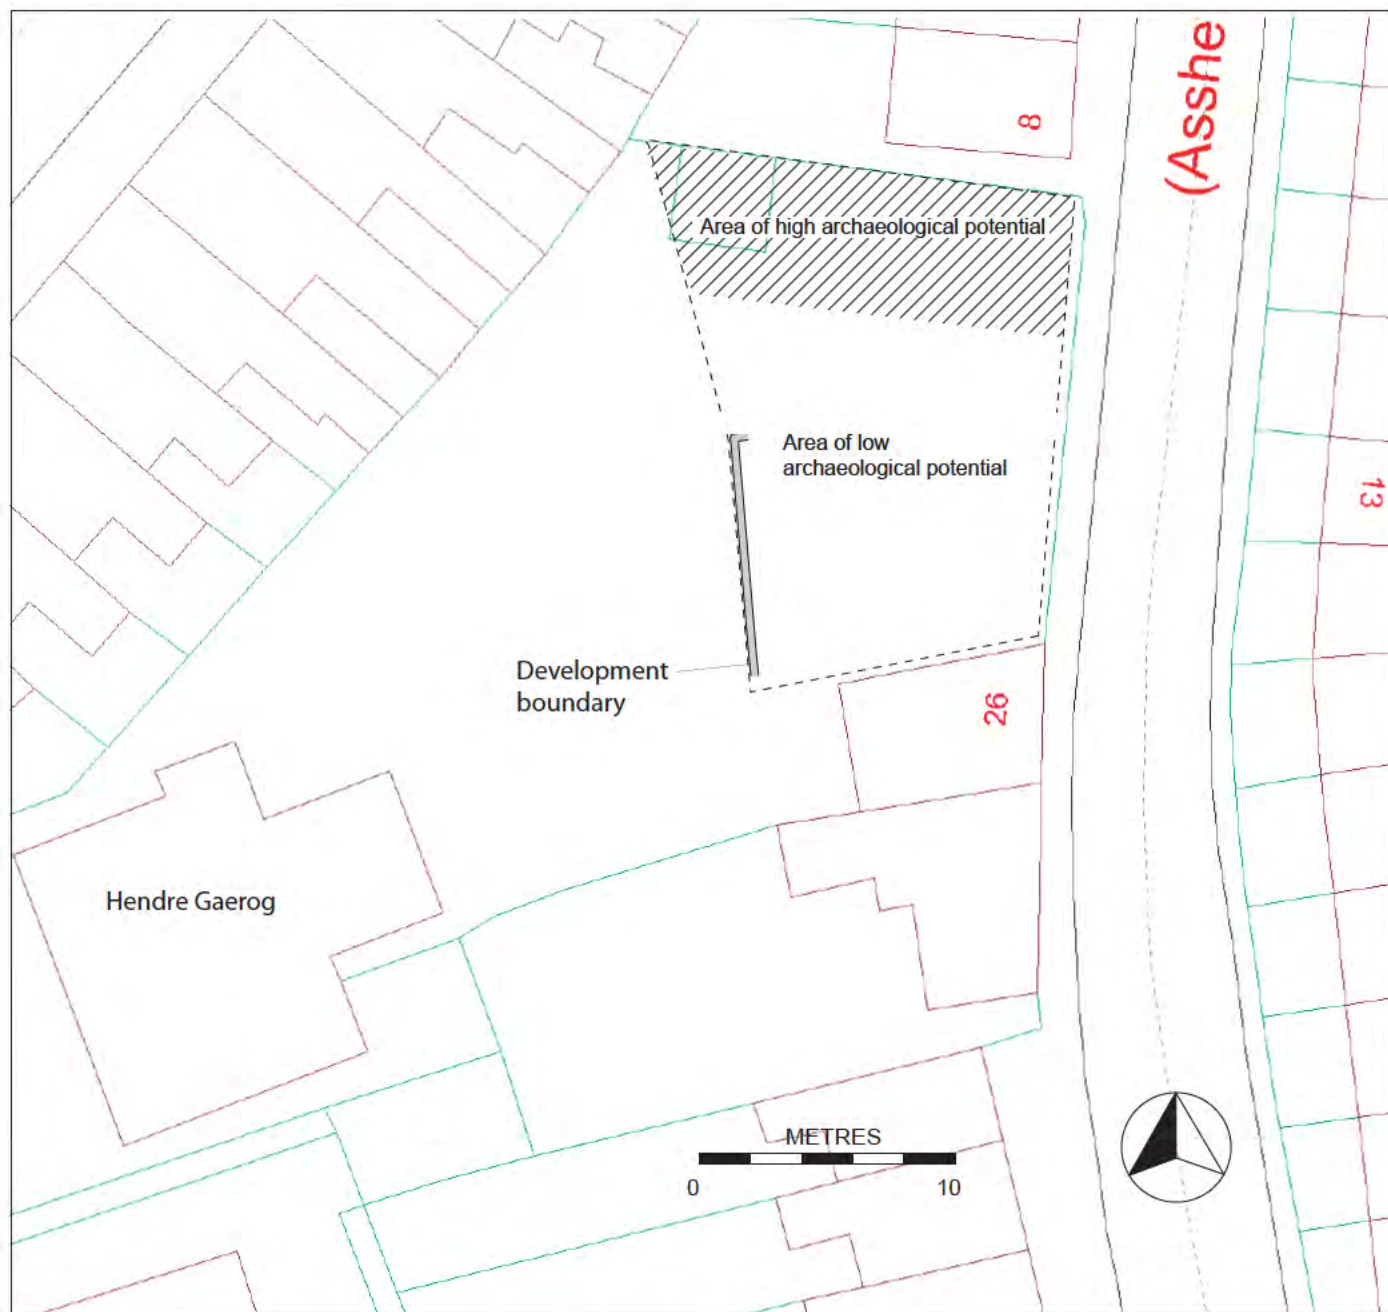 (Asshe
8
Area of high archaeological potential
Area of low
archaeological potential
13
Development
boundary
26
Hendre Gaerog
METRES
0 10